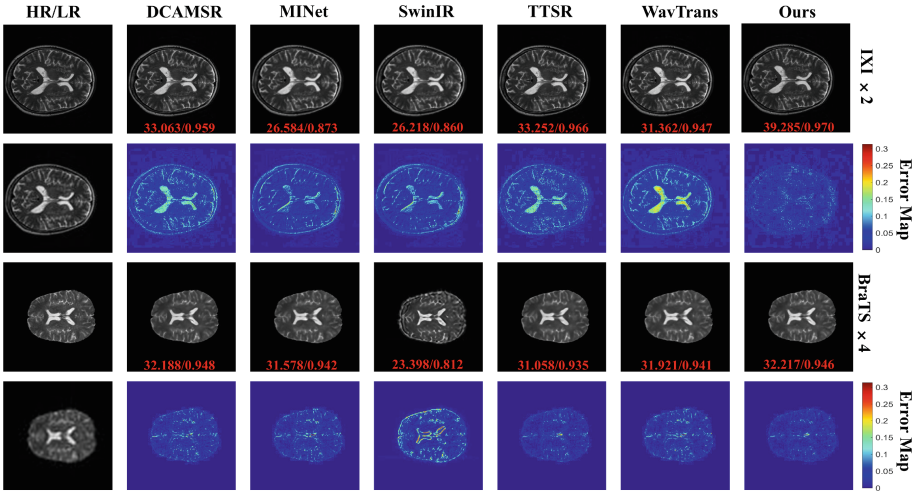 HR/LR DCAMSR MINet SwinIR TTSR WavTrans Ours
33.063/0.959 26.584/0.873 26.218/0.860 33.252/0.966 31.362/0.947 39.285/0.970
IXI × 2
0.3
0.25
0.2
0.15
0.1
0.05
0
Error Map
32.188/0.948 31.578/0.942 23.398/0.812 31.058/0.935 31.921/0.941 32.217/0.946
BraTS × 4
0.3
0.25
0.2
0.15
0.1
0.05
0
Error Map